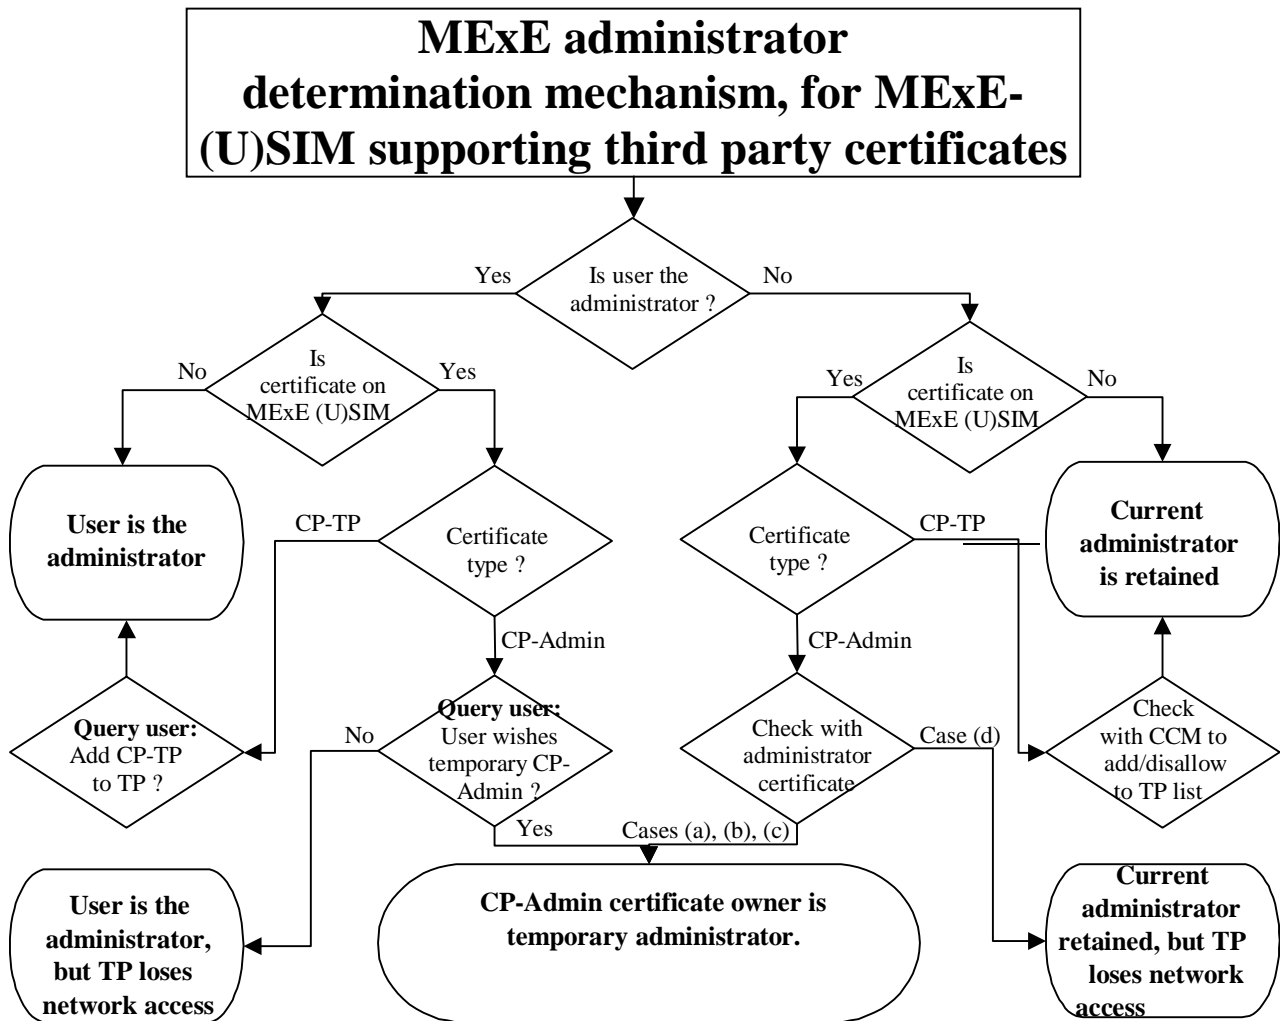 MExE administrator
determination mechanism, for MExE-
(U)SIM supporting third party certificates
Is user the
administrator ?
Yes
No
Is
certificate on
MExE (U)SIM
No
Yes
Is
certificate on
MExE (U)SIM
Yes
No
User is the
administrator
CP-TP
Certificate
type ?
Certificate
type ?
CP-TP
Current
administrator
is retained
CP-Admin
CP-Admin
Query user:
Add CP-TP
to TP ?
No
Query user:
User wishes
temporary CP-
Admin ?
Check with
administrator
certificate
Case (d)
Check
with CCM to
add/disallow
to TP list
Yes
Cases (a), (b), (c)
User is the
administrator,
but TP loses
network access
CP-Admin certificate owner is
temporary administrator.
Current
administrator
retained, but TP
loses network
access